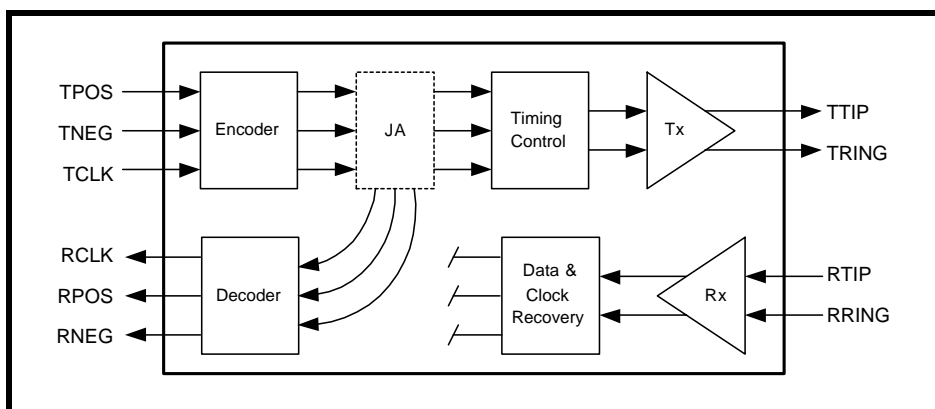 TPOS
TNEG
TCLK
Encoder
JA
Timing
Control
Tx
TTIP
TRING
RCLK
RPOS
RNEG
Decoder
Data &
Clock
Recovery
Rx
RTIP
RRING